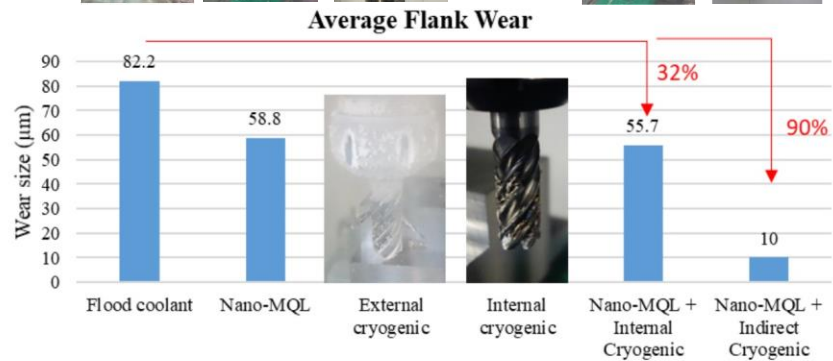 Average Flank Wear
Wear size (µm)
90
80
70
60
50
40
30
20
10
0
82.2
58.8
55.7
10
32%
90%
Flood coolant
Nano-MQL
External
cryogenic
Internal
cryogenic
Nano-MQL +
Internal
Cryogenic
Nano-MQL +
Indirect
Cryogenic